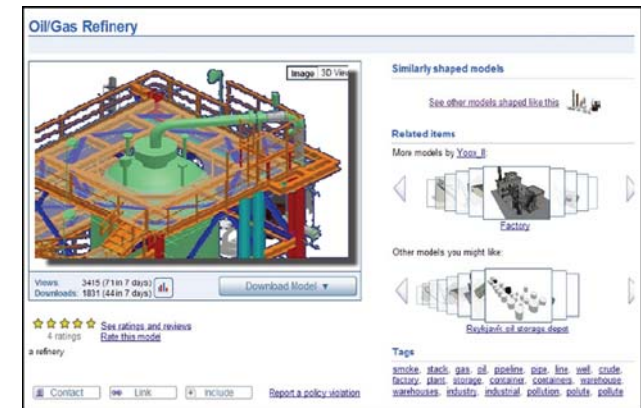 Oil/Gas Refinery
Image 3D View
Views: 3415 (71 in 7 days)
Downloads: 1831 (44 in 7 days)
Download Model ▼
4 ratings
See ratings and reviews
Rate this model
a refinery
Contact
Link
Include
Report a policy violation
Similarly shaped models
See other models shaped like this
Related items
More models by Yoox_II:
Factory
Other models you might like:
Reykjavik oil storage depot
Tags
smoke, stack, gas, oil, pipeline, pipe, line, well, crude,
factory, plant, storage, container, containers, warehouse,
warehouses, industry, industrial, pollution, polute, pollute